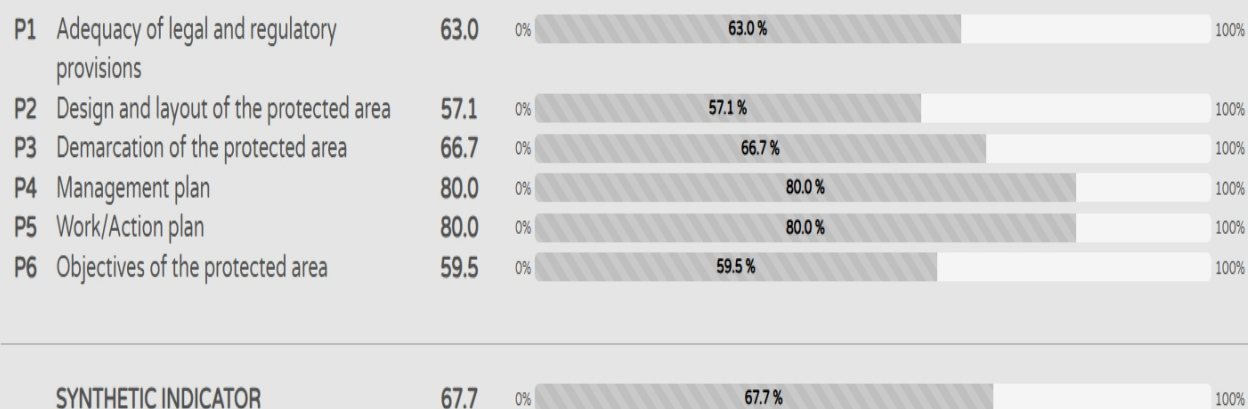 P1 Adequacy of legal and regulatory 63.0 0% 63.0 % 100%
provisions
P2 Design and layout of the protected area 57.1 0% 57.1 % 100%
P3 Demarcation of the protected area 66.7 0% 66.7 % 100%
P4 Management plan 80.0 0% 80.0 % 100%
P5 Work/Action plan 80.0 0% 80.0 % 100%
P6 Objectives of the protected area 59.5 0% 59.5 % 100%
SYNTHETIC INDICATOR 67.7 0% 67.7 % 100%